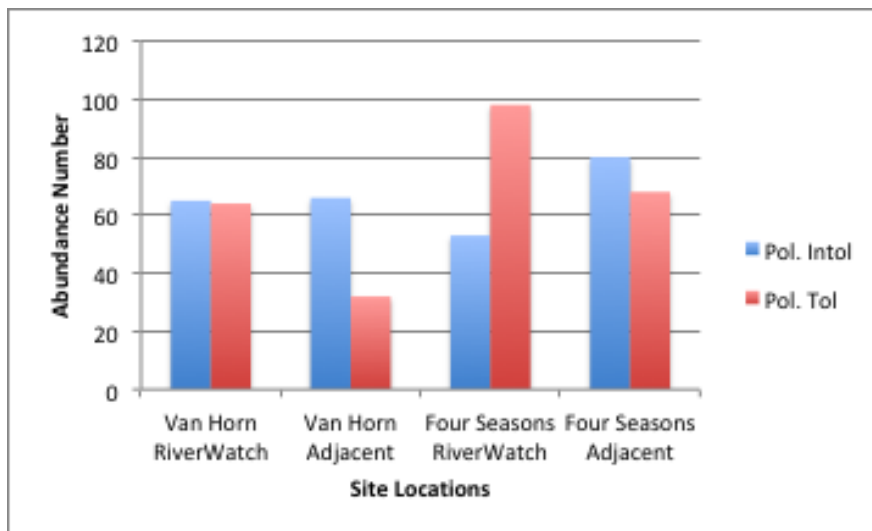 120
100
80
60
40
20
0
Abundance Number
Van Horn
RiverWatch
Van Horn
Adjacent
Four Seasons
RiverWatch
Four Seasons
Adjacent
Site Locations
Pol. Intol
Pol. Tol